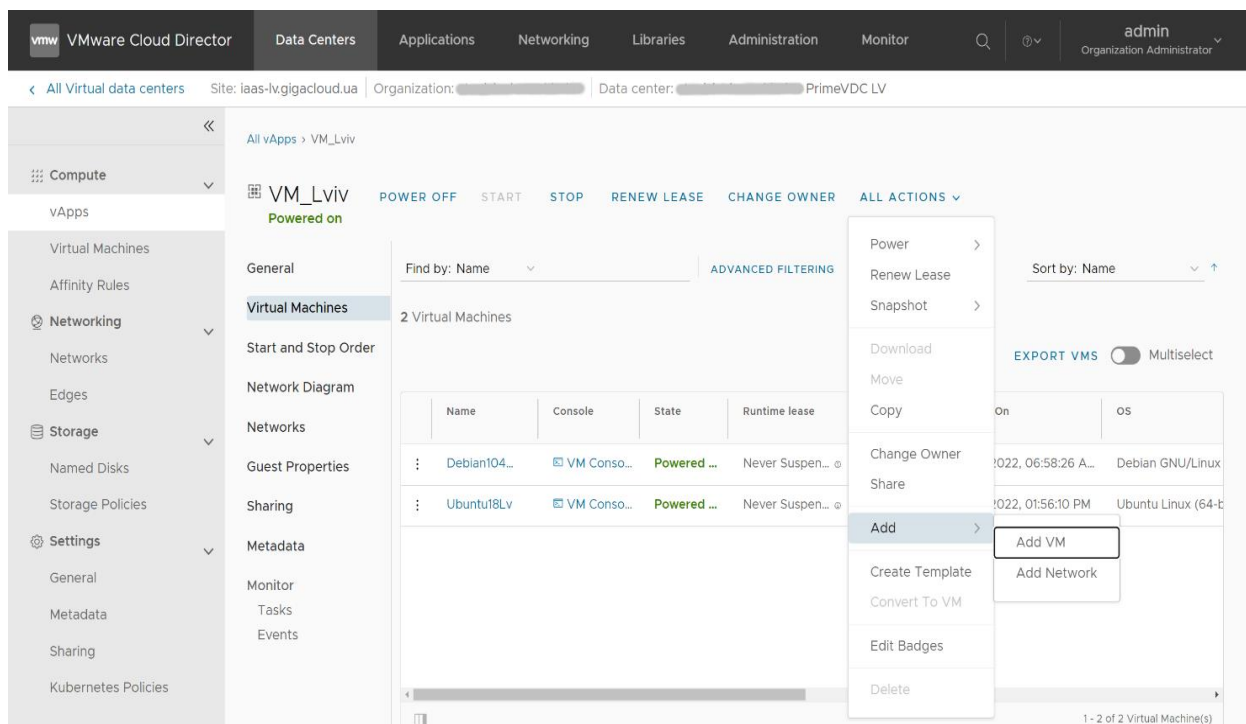 vmw VMware Cloud Director Data Centers Applications Networking Libraries Administration Monitor admin
Organization Administrator
All Virtual data centers Site: iaas-lv.gigacloud.ua Organization: Data center: PrimeVDC LV
All vApps > VM_Lviv
Compute
vApps
Virtual Machines
Affinity Rules
Networking
Networks
Edges
Storage
Named Disks
Storage Policies
Settings
General
Metadata
Sharing
Kubernetes Policies
VM_Lviv POWER OFF START STOP RENEW LEASE CHANGE OWNER ALL ACTIONS
Powered on
General
Virtual Machines
Start and Stop Order
Network Diagram
Networks
Guest Properties
Sharing
Metadata
Monitor
Tasks
Events
Find by: Name ADVANCED FILTERING Sort by: Name
2 Virtual Machines
EXPORT VMS Multiselect
Name Console State Runtime lease On OS
Debian104... VM Conso... Powered ... Never Suspen... 2022, 06:58:26 A... Debian GNU/Linux
Ubuntu18Lv VM Conso... Powered ... Never Suspen... 2022, 01:56:10 PM Ubuntu Linux (64-b
Power
Renew Lease
Snapshot
Download
Move
Copy
Change Owner
Share
Add
Create Template
Convert To VM
Edit Badges
Delete
Add VM
Add Network
1 - 2 of 2 Virtual Machine(s)